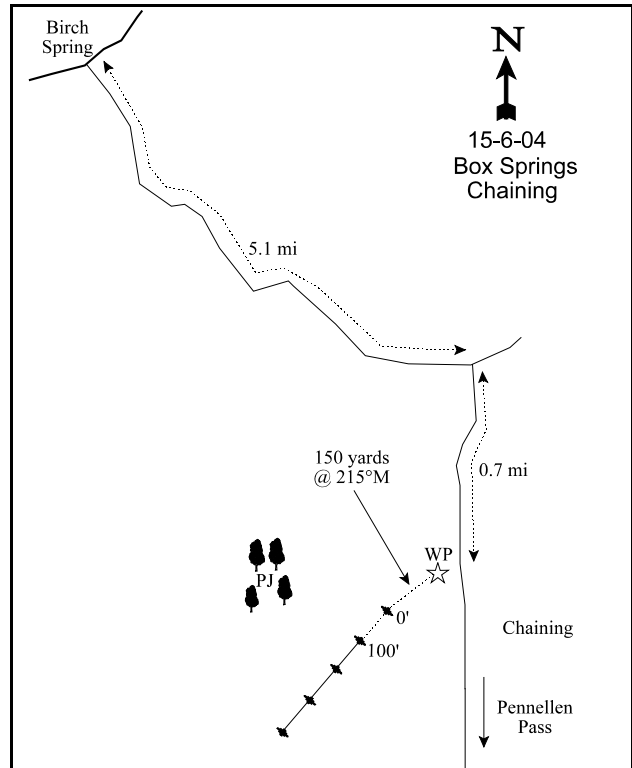 Birch
Spring
N
15-6-04
Box Springs
Chaining
5.1 mi
150 yards
@ 215°M
0.7 mi
WP
PJ
0'
100'
Chaining
Pennellen
Pass